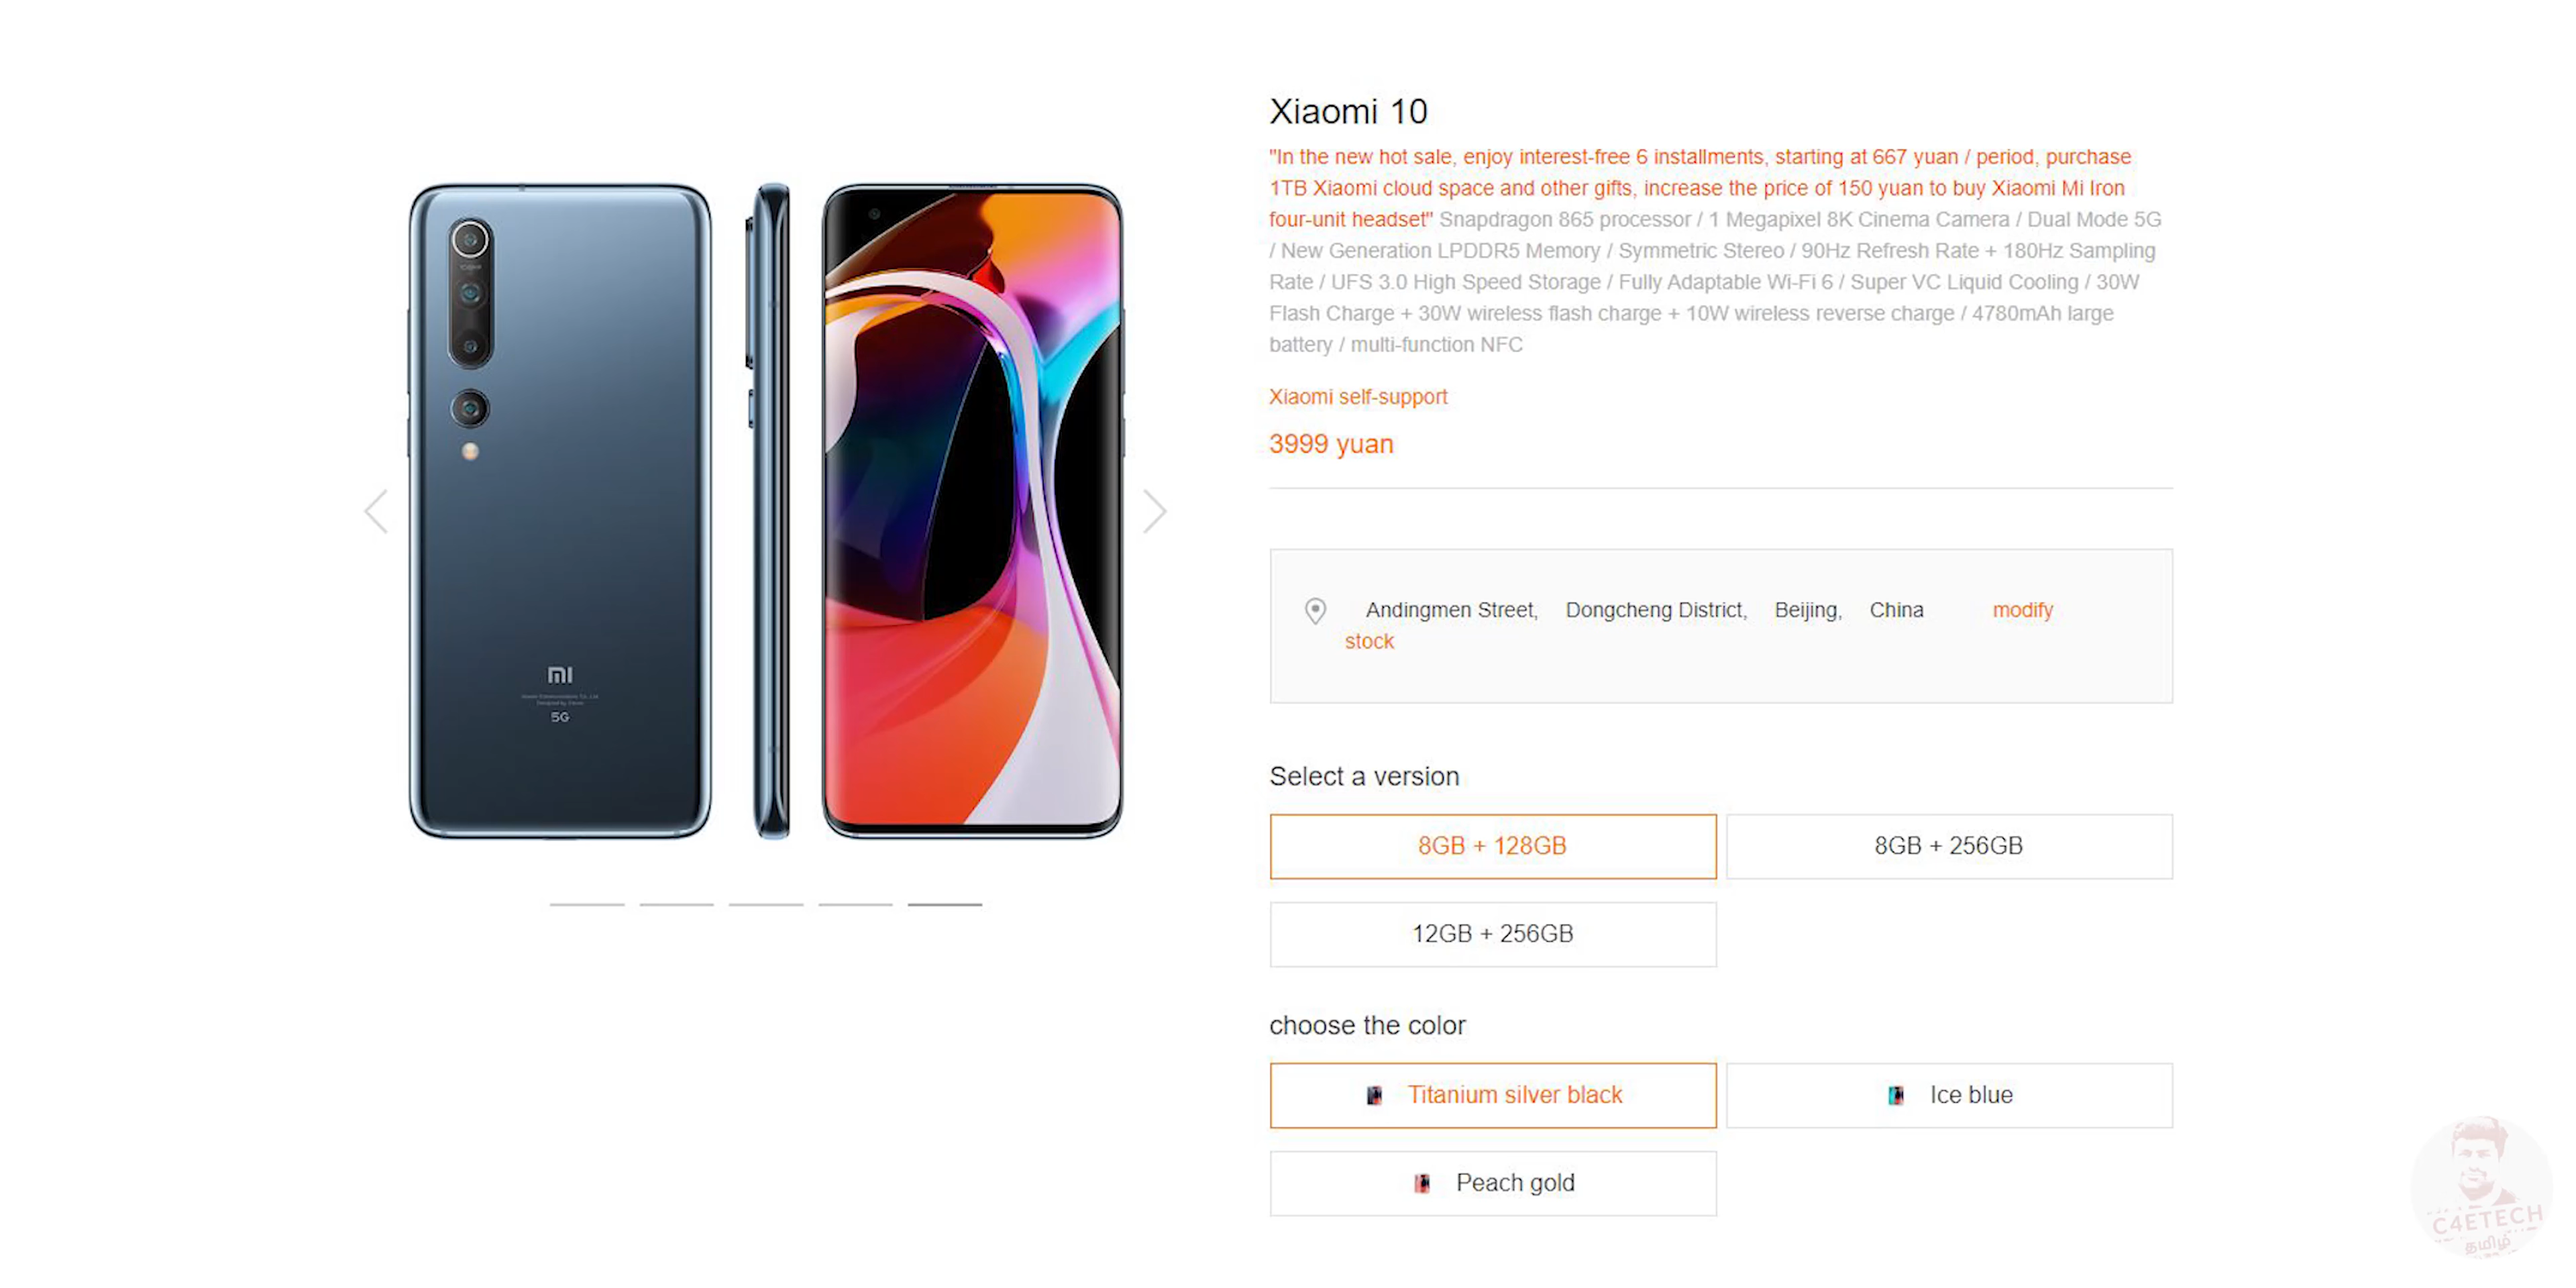 Xiaomi 10
"In the new hot sale, enjoy interest-free 6 installments, starting at 667 yuan / period, purchase
1TB Xiaomi cloud space and other gifts, increase the price of 150 yuan to buy Xiaomi Mi Iron
four-unit headset" Snapdragon 865 processor / 1 Megapixel 8K Cinema Camera / Dual Mode 5G
/ New Generation LPDDR5 Memory / Symmetric Stereo / 90Hz Refresh Rate + 180Hz Sampling
Rate / UFS 3.0 High Speed Storage / Fully Adaptable Wi-Fi 6 / Super VC Liquid Cooling / 30W
Flash Charge + 30W wireless flash charge + 10W wireless reverse charge / 4780mAh large
battery / multi-function NFC
Xiaomi self-support
3999 yuan
Andingmen Street, Dongcheng District, Beijing, China modify
stock
Select a version
8GB + 128GB
8GB + 256GB
12GB + 256GB
choose the color
Titanium silver black
Ice blue
Peach gold
MI
5G
C4ETECH
தமிழ்